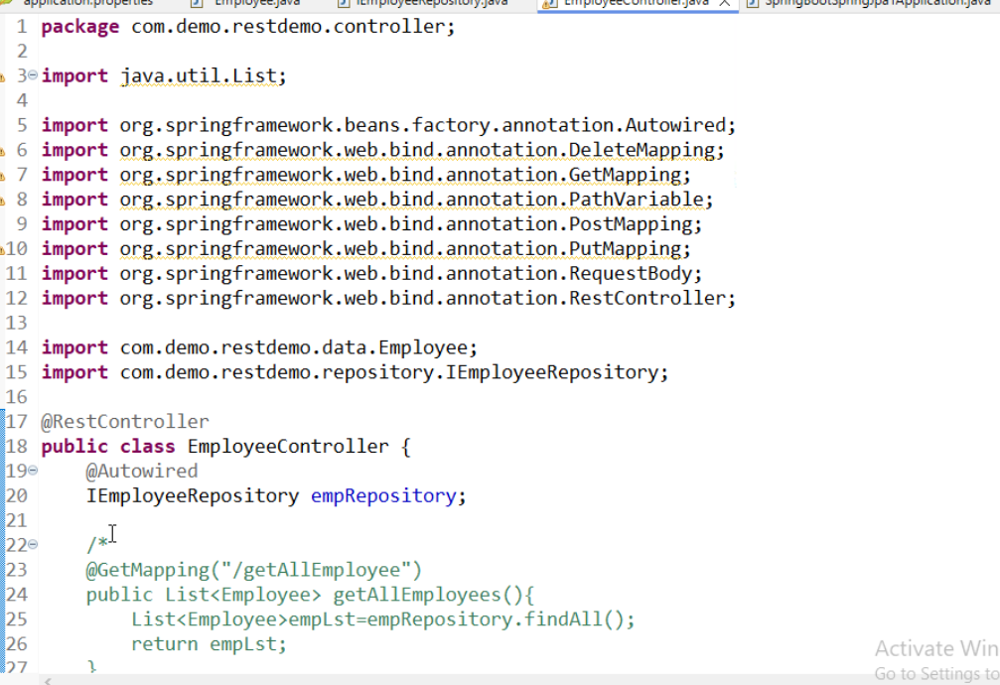 application.properties Employee.java IEmployeeRepository.java EmployeeController.java SpringBootSpringJpa1Application.java
1 package com.demo.restdemo.controller;
2
3 import java.util.List;
4
5 import org.springframework.beans.factory.annotation.Autowired;
6 import org.springframework.web.bind.annotation.DeleteMapping;
7 import org.springframework.web.bind.annotation.GetMapping;
8 import org.springframework.web.bind.annotation.PathVariable;
9 import org.springframework.web.bind.annotation.PostMapping;
10 import org.springframework.web.bind.annotation.PutMapping;
11 import org.springframework.web.bind.annotation.RequestBody;
12 import org.springframework.web.bind.annotation.RestController;
13
14 import com.demo.restdemo.data.Employee;
15 import com.demo.restdemo.repository.IEmployeeRepository;
16
17 @RestController
18 public class EmployeeController {
19 @Autowired
20 IEmployeeRepository empRepository;
21
22 /*
23 @GetMapping("/getAllEmployee")
24 public List<Employee> getAllEmployees(){
25 List<Employee>empLst=empRepository.findAll();
26 return empLst;
27 }
Activate Win
Go to Settings to